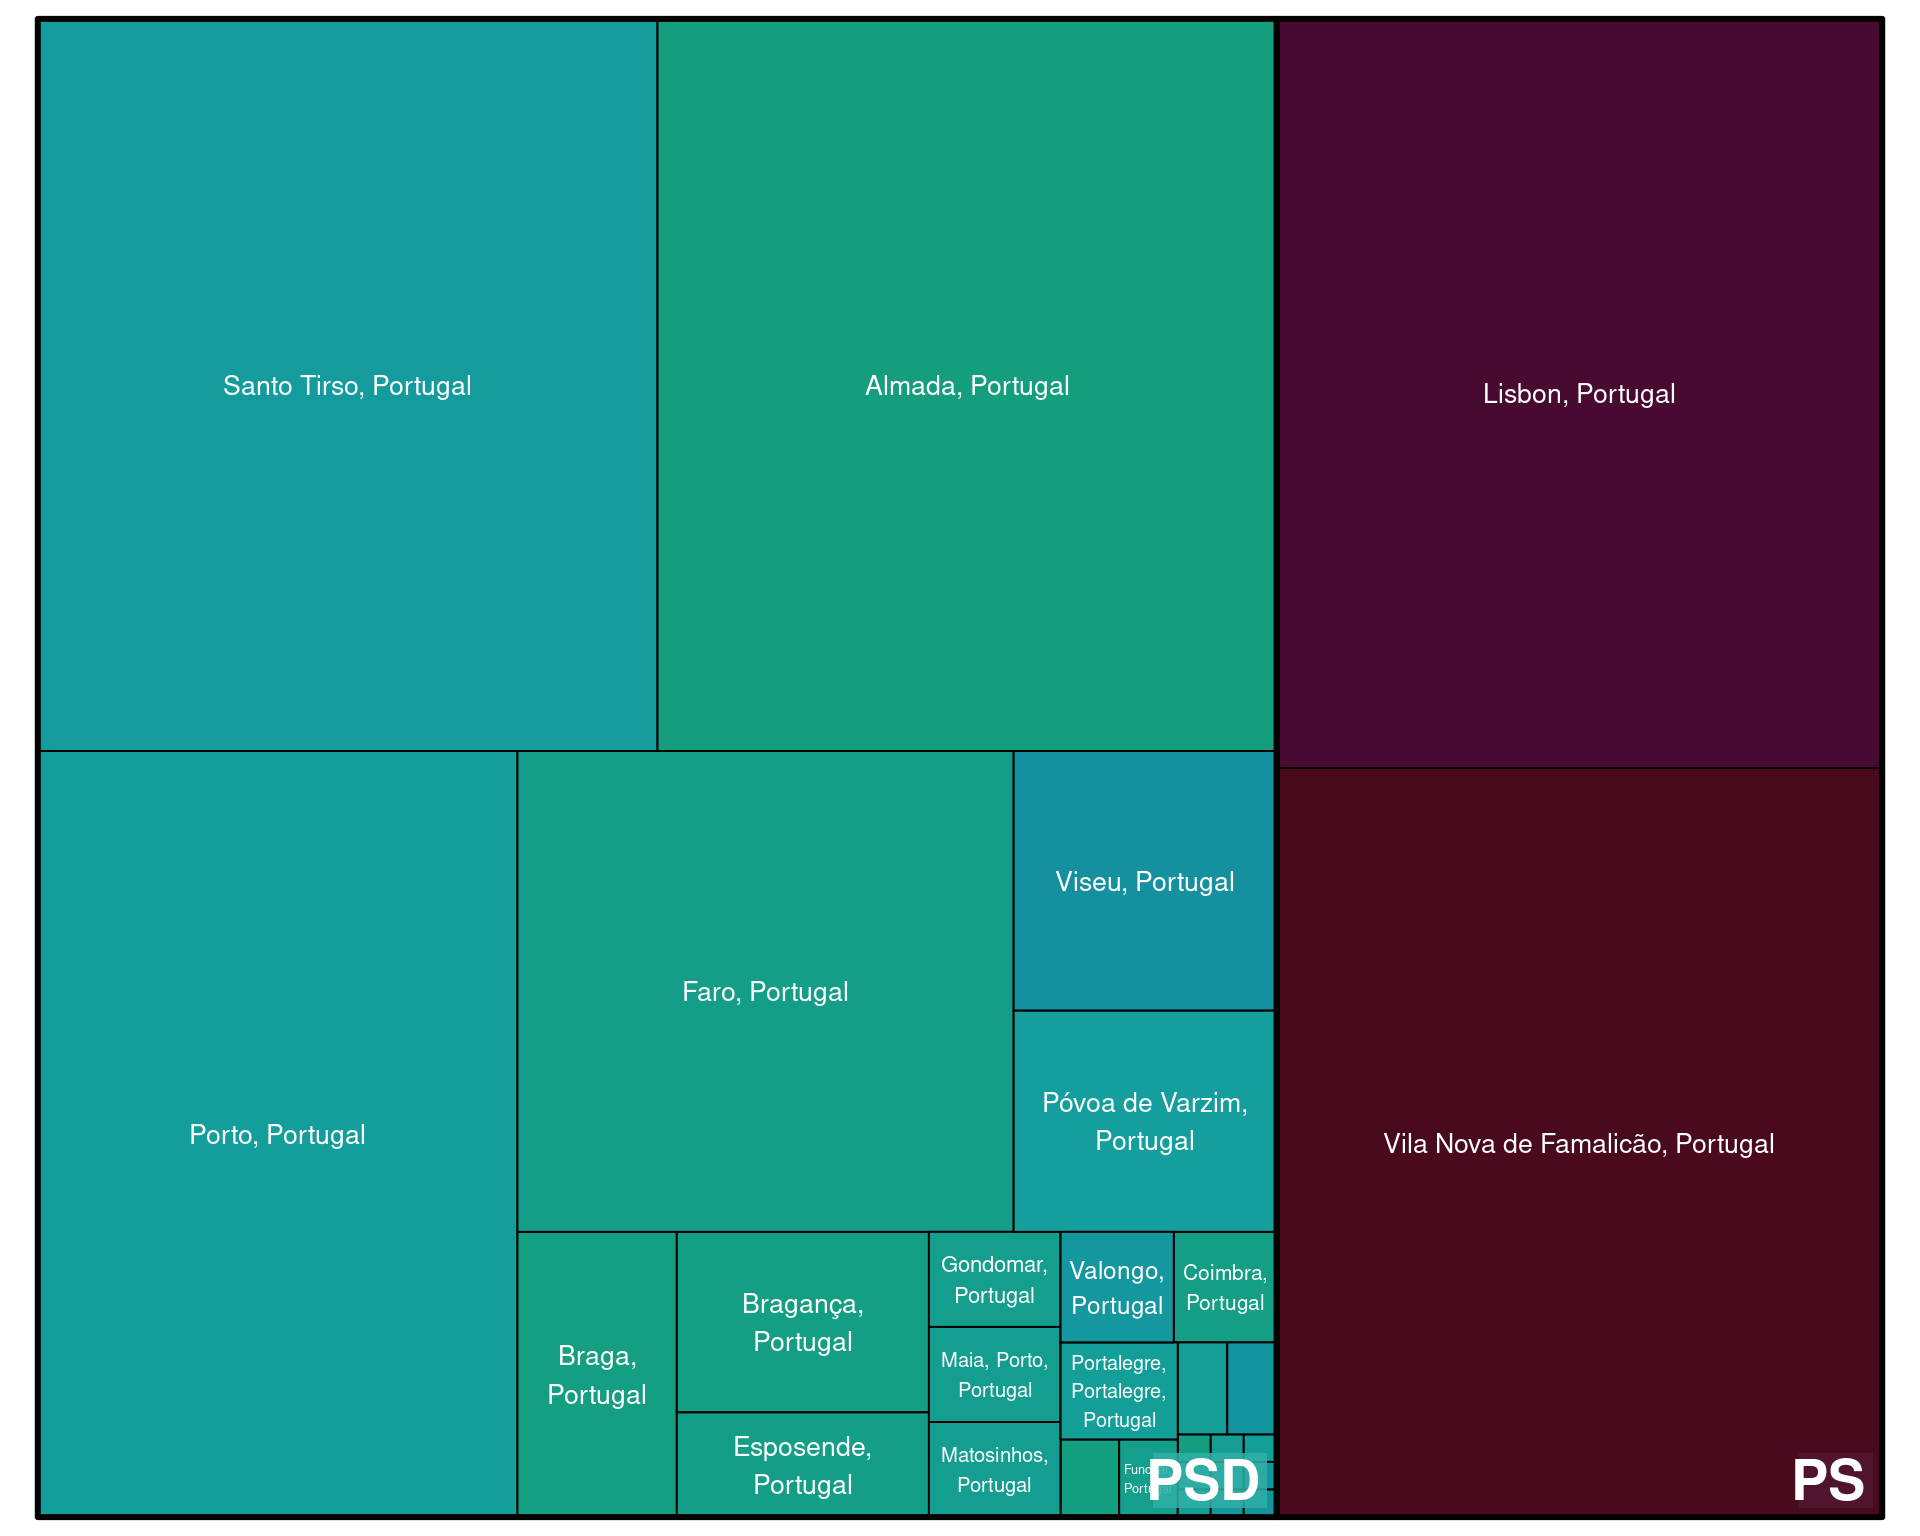 Santo Tirso, Portugal
Almada, Portugal
Lisbon, Portugal
Porto, Portugal
Faro, Portugal
Viseu, Portugal
Póvoa de Varzim,
Portugal
Vila Nova de Famalicão, Portugal
Braga,
Portugal
Bragança,
Portugal
Esposende,
Portugal
Gondomar,
Portugal
Maia, Porto,
Portugal
Matosinhos,
Portugal
Valongo,
Portugal
Coimbra,
Portugal
Portalegre,
Portalegre,
Portugal
PSD
PS